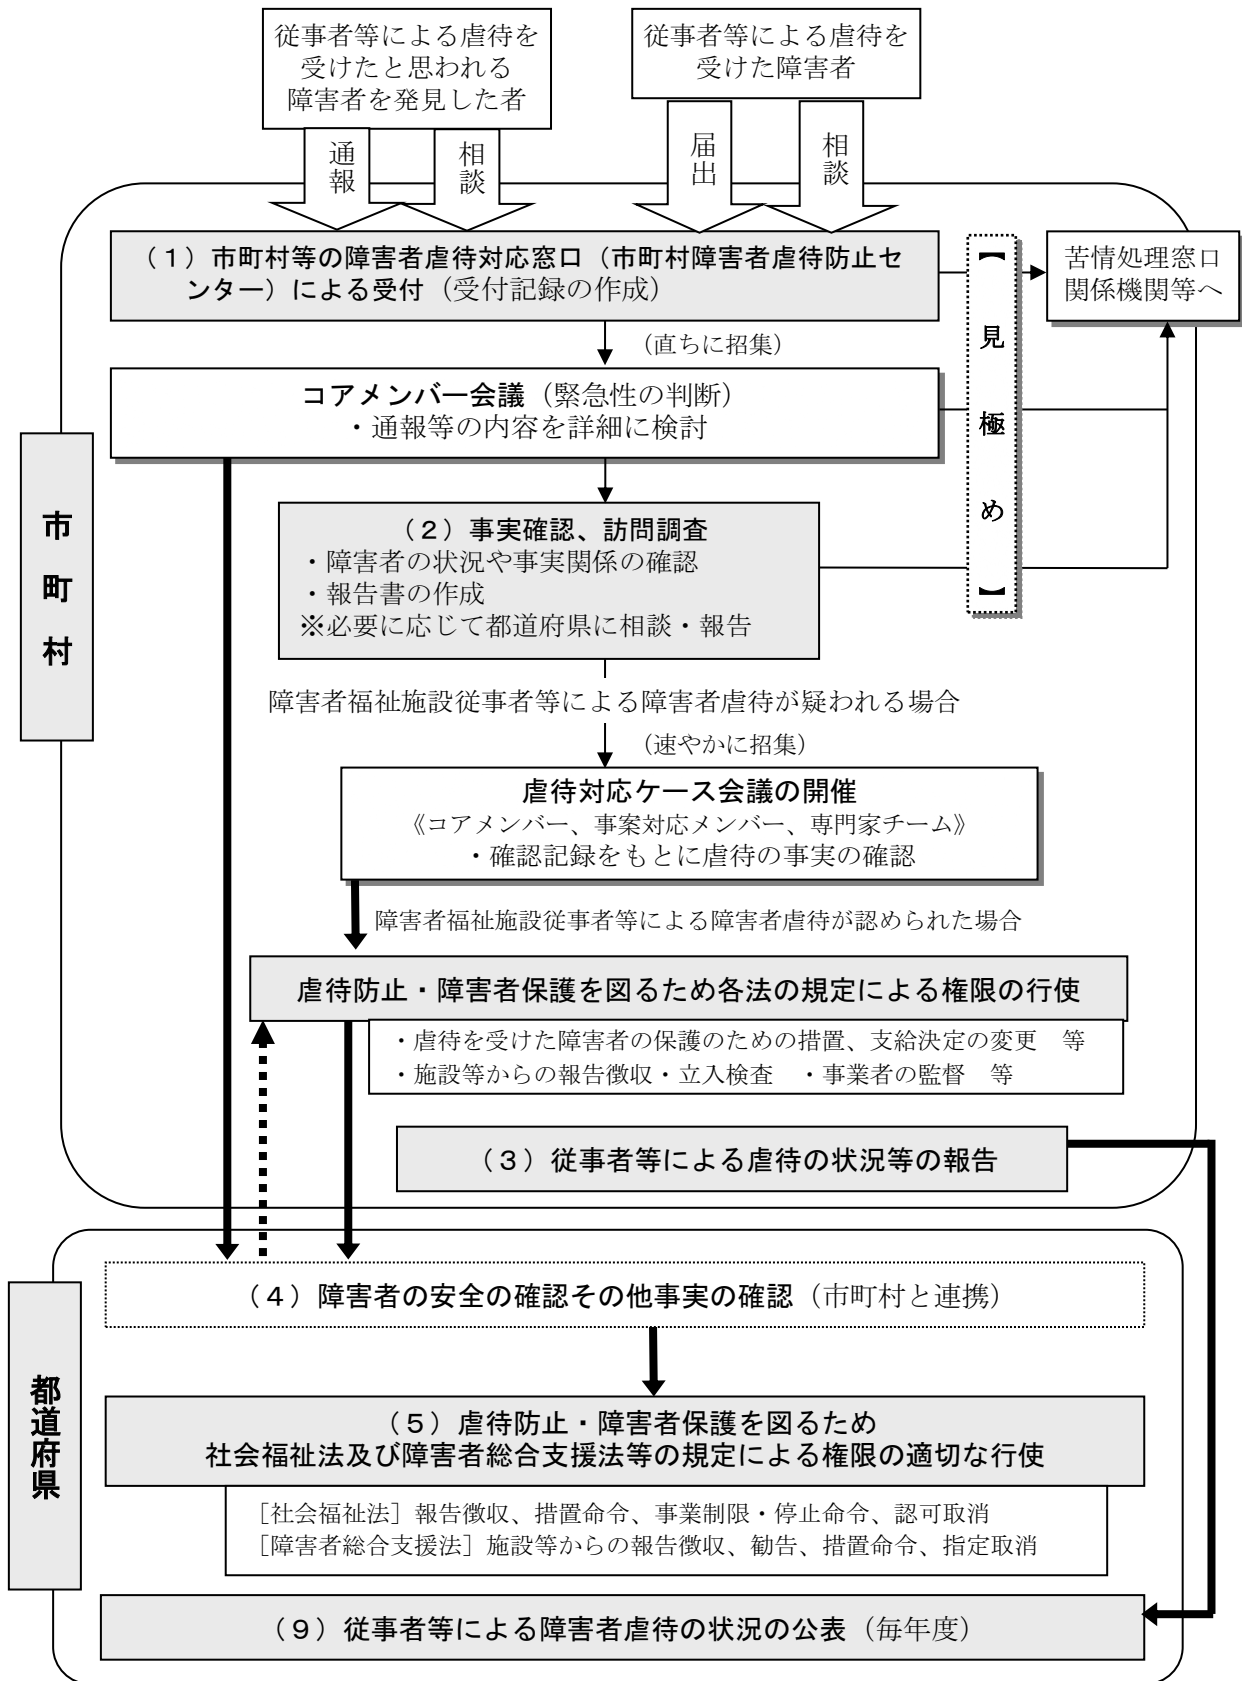 従事者等による虐待を
受けたと思われる
障害者を発見した者
従事者等による虐待を
受けた障害者
通報
相談
届出
相談
（１）市町村等の障害者虐待対応窓口（市町村障害者虐待防止セ
ンター）による受付（受付記録の作成）
【見極め】
苦情処理窓口
関係機関等へ
（直ちに招集）
コアメンバー会議（緊急性の判断）
・通報等の内容を詳細に検討
市町村
（２）事実確認、訪問調査
・障害者の状況や事実関係の確認
・報告書の作成
※必要に応じて都道府県に相談・報告
障害者福祉施設従事者等による障害者虐待が疑われる場合
（速やかに招集）
虐待対応ケース会議の開催
《コアメンバー、事案対応メンバー、専門家チーム》
・確認記録をもとに虐待の事実の確認
障害者福祉施設従事者等による障害者虐待が認められた場合
虐待防止・障害者保護を図るため各法の規定による権限の行使
・虐待を受けた障害者の保護のための措置、支給決定の変更　等
・施設等からの報告徴収・立入検査　・事業者の監督　等
（３）従事者等による虐待の状況等の報告
都道府県
（４）障害者の安全の確認その他事実の確認（市町村と連携）
（５）虐待防止・障害者保護を図るため
社会福祉法及び障害者総合支援法等の規定による権限の適切な行使
［社会福祉法］報告徴収、措置命令、事業制限・停止命令、認可取消
［障害者総合支援法］施設等からの報告徴収、勧告、措置命令、指定取消
（９）従事者等による障害者虐待の状況の公表（毎年度）